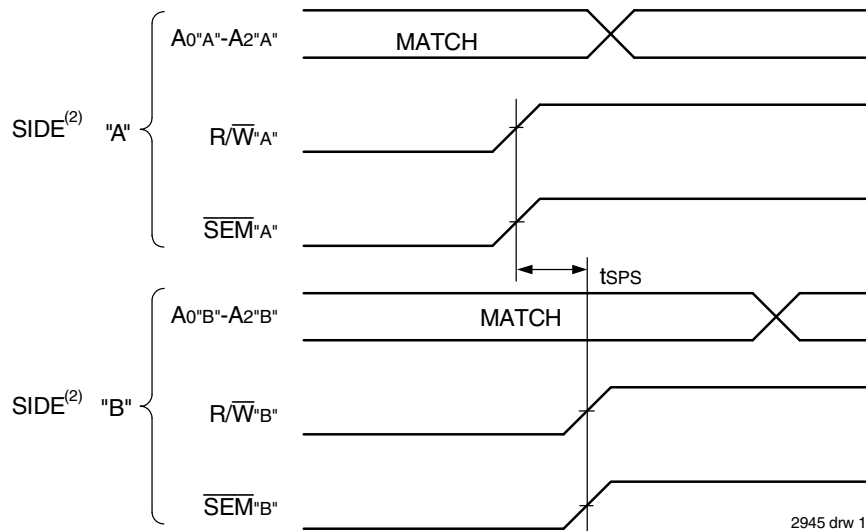 A0"A"-A2"A" MATCH
SIDE(2) "A" R/W"A"
SEM"A"
tSPS
A0"B"-A2"B" MATCH
SIDE(2) "B" R/W"B"
SEM"B"
2945 drw 1